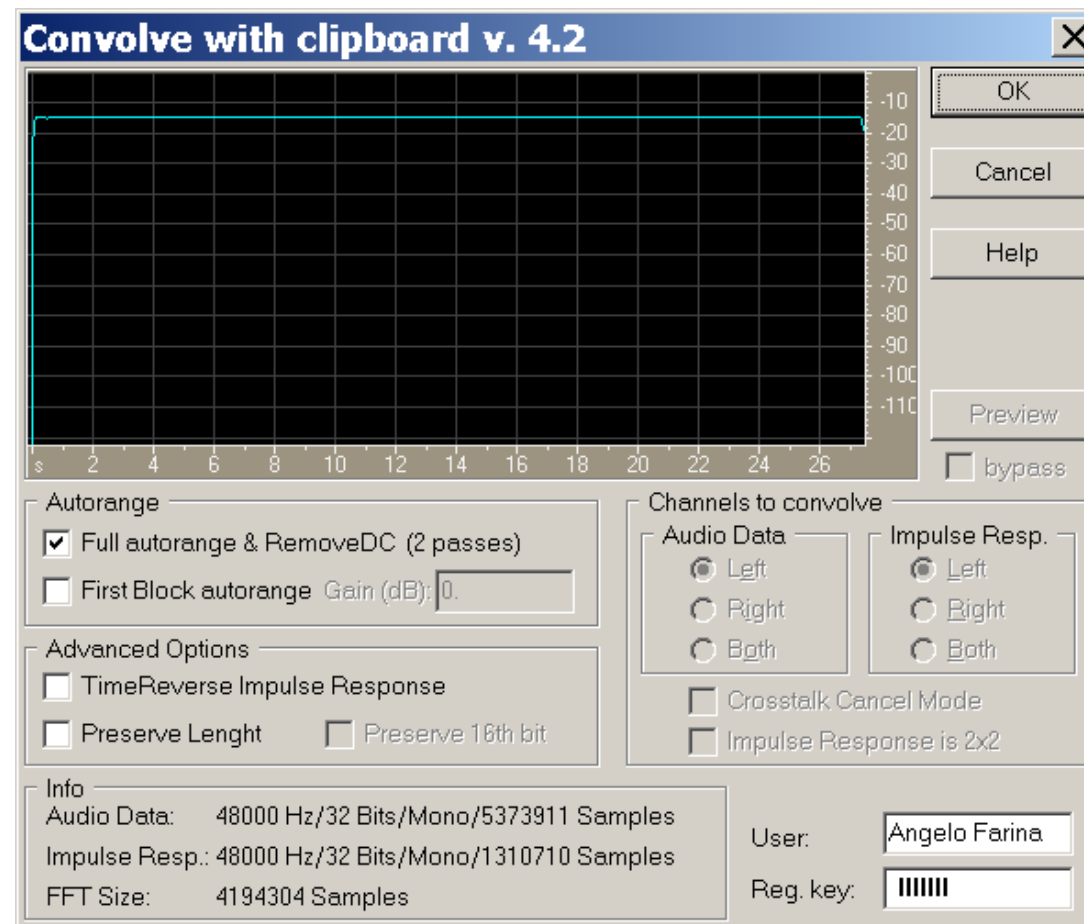 Convolve with clipboard v. 4.2
OK
Cancel
Help
Preview
bypass
-10
-20
-30
-40
-50
-60
-70
-80
-90
-100
-110
s 2 4 6 8 10 12 14 16 18 20 22 24 26
Autorange
Full autorange & RemoveDC (2 passes)
First Block autorange Gain (dB): 0.
Advanced Options
TimeReverse Impulse Response
Preserve Lenght Preserve 16th bit
Channels to convolve
Audio Data
Left
Right
Both
Impulse Resp.
Left
Right
Both
Crosstalk Cancel Mode
Impulse Response is 2x2
Info
Audio Data: 48000 Hz/32 Bits/Mono/5373911 Samples
Impulse Resp.: 48000 Hz/32 Bits/Mono/1310710 Samples
FFT Size: 4194304 Samples
User: Angelo Farina
Reg. key: